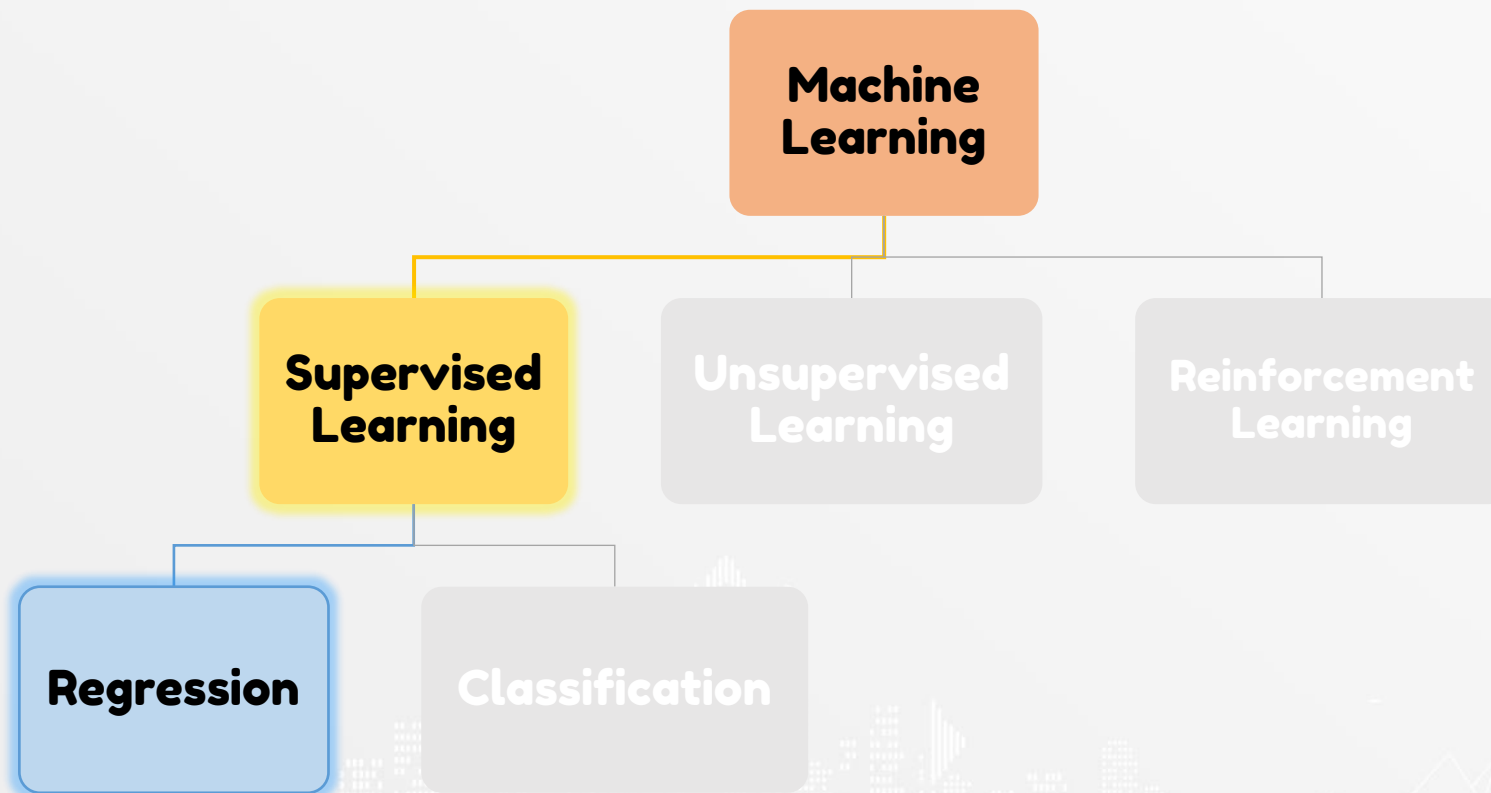 Machine
Learning
Supervised
Learning
Unsupervised
Learning
Reinforcement
Learning
Regression
Classification